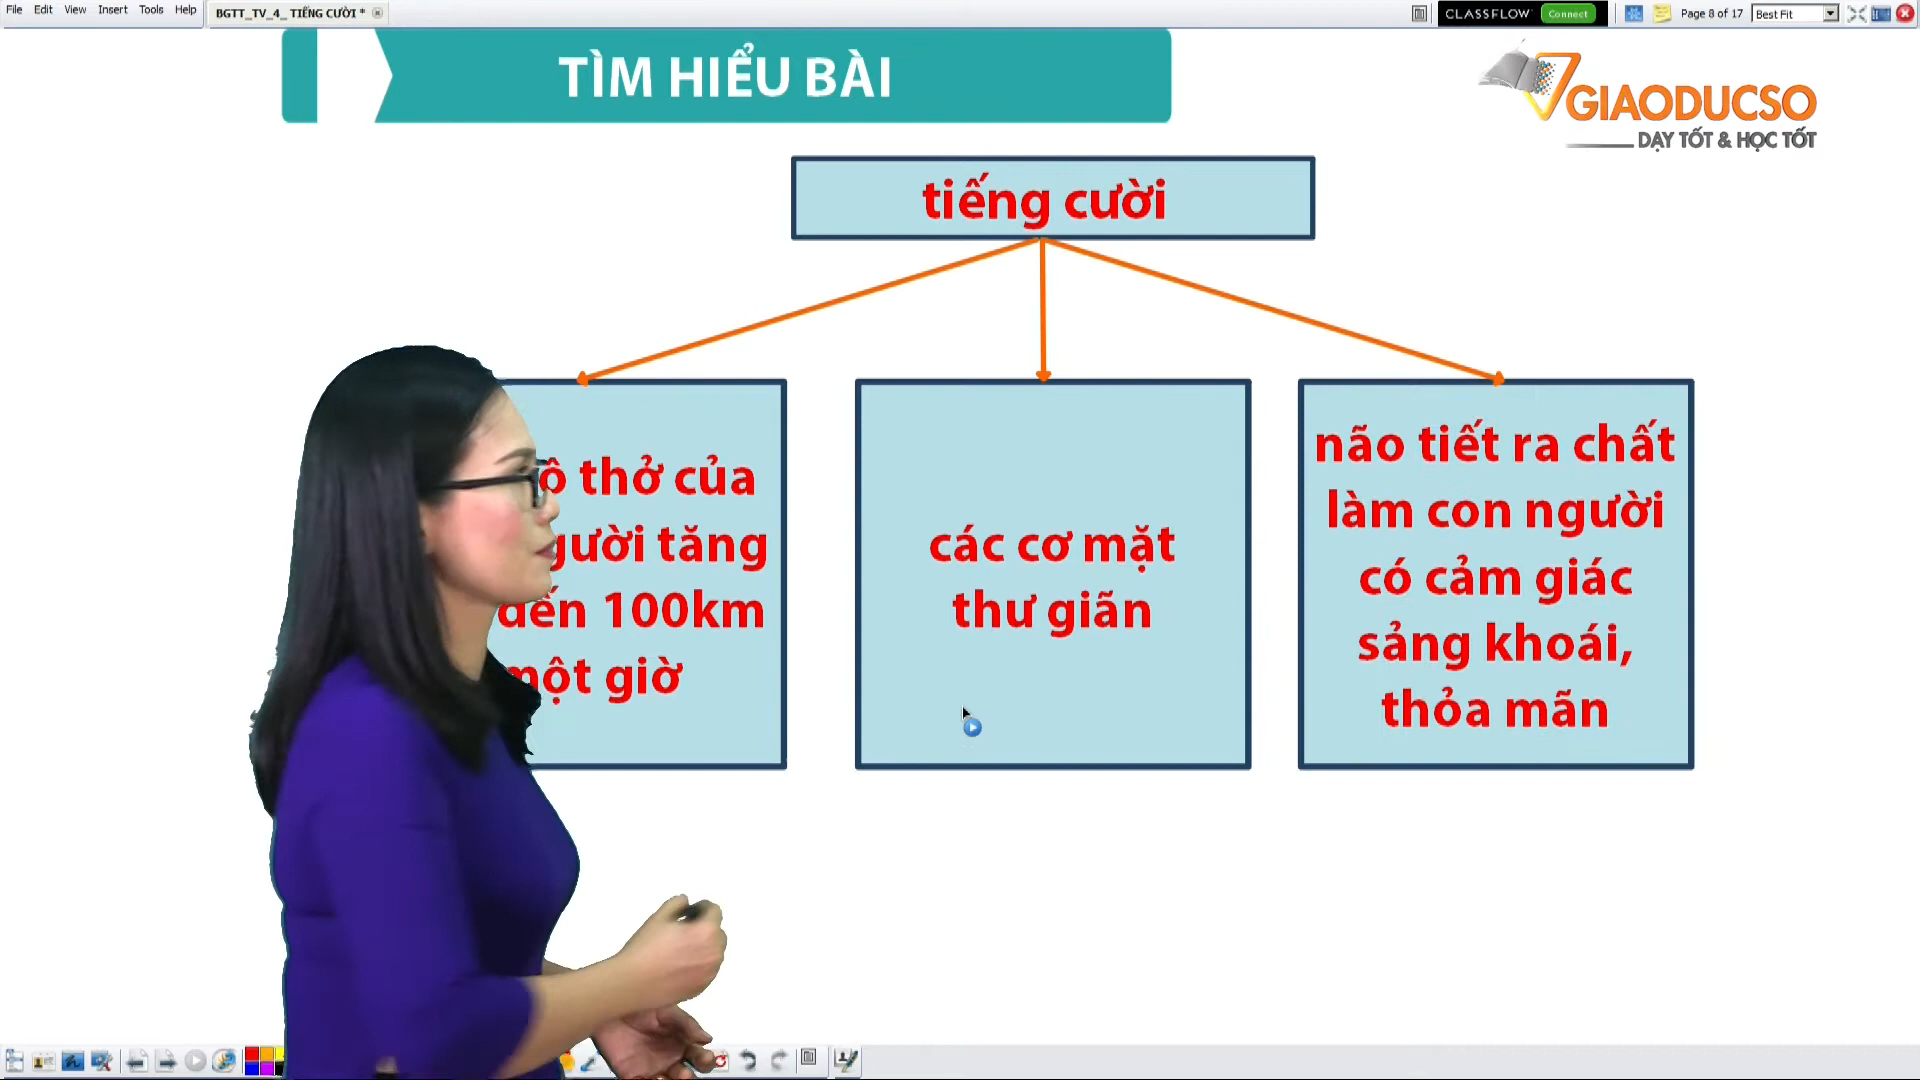 File Edit View Insert Tools Help
BGTT_TV_4_ TIẾNG CƯỜI *
CLASSFLOW Connect
Page 8 of 17
Best Fit
TÌM HIỂU BÀI
GIAODUCSO
DẠY TỐT & HỌC TỐT
tiếng cười
thở của
tăng
đến 100km
một giờ
các cơ mặt
thư giãn
não tiết ra chất
làm con người
có cảm giác
sảng khoái,
thỏa mãn